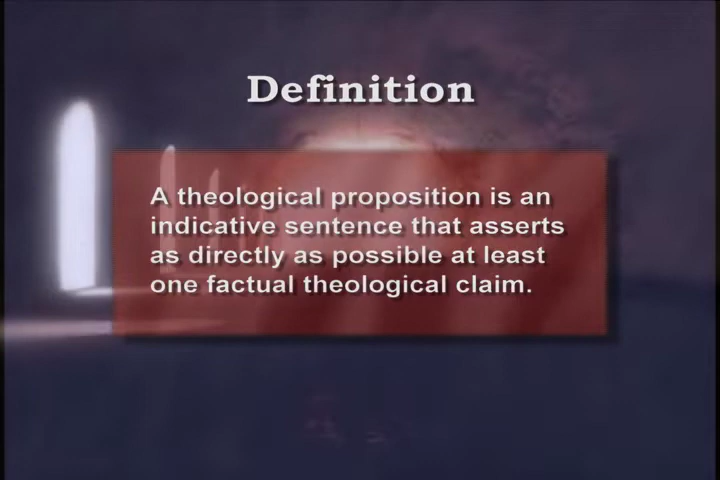 Definition
A theological proposition is an
indicative sentence that asserts
as directly as possible at least
one factual theological claim.